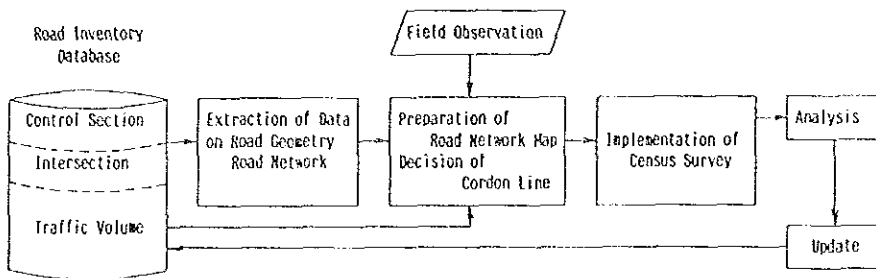 Road Inventory
Database
Control Section
Intersection
Traffic Volume
Extraction of Data
on Road Geometry
Road Network
Field Observation
Preparation of
Road Network Map
Decision of
Cordon Line
Implementation of
Census Survey
Analysis
Update